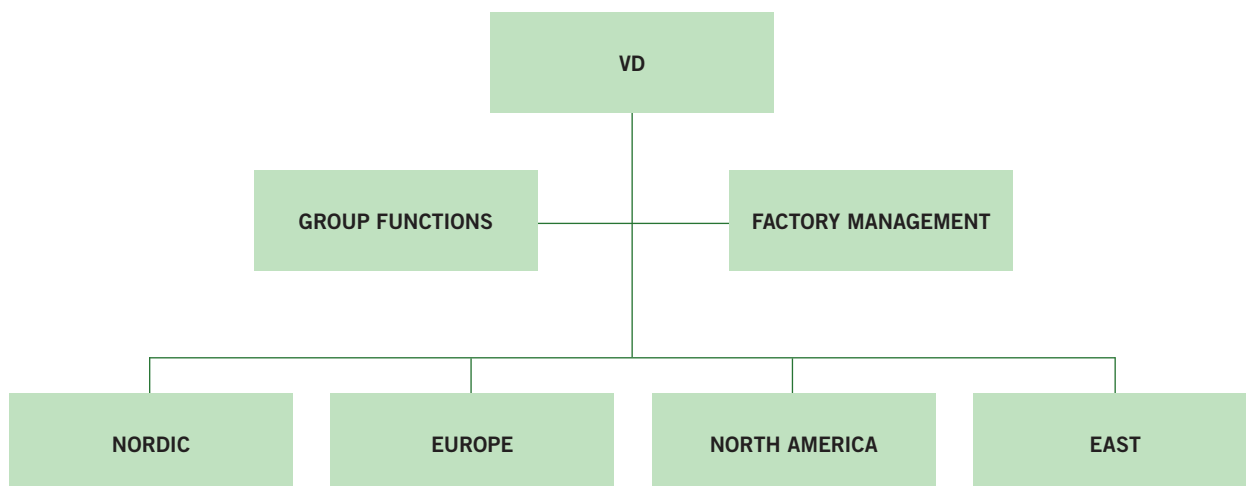 VD
GROUP FUNCTIONS
FACTORY MANAGEMENT
NORDIC
EUROPE
NORTH AMERICA
EAST